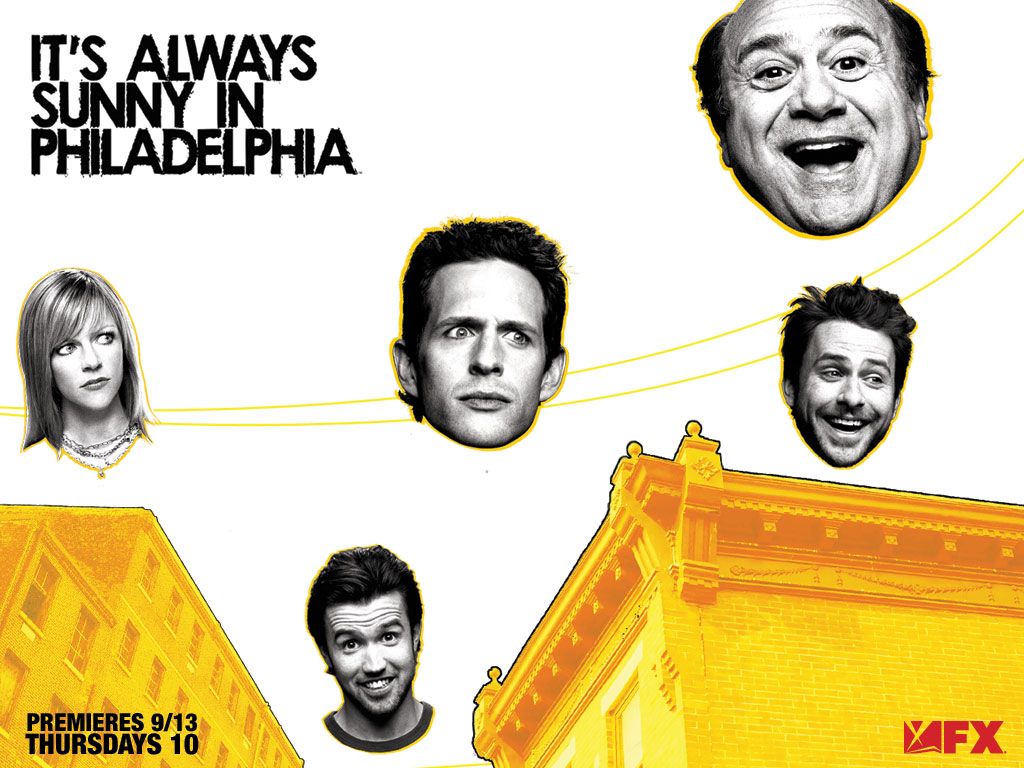 IT'S ALWAYS
SUNNY IN
PHILADELPHIA
PREMIERES 9/13
THURSDAYS 10
FX